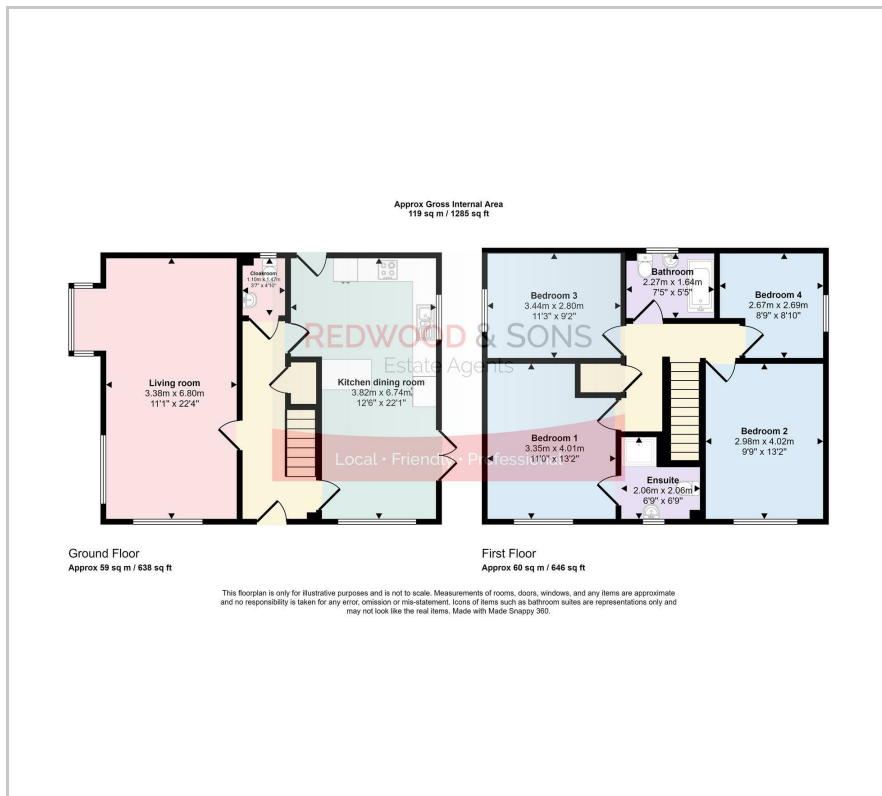 Approx Gross Internal Area
119 sq m / 1285 sq ft
Cloakroom
1.10m x 1.47m
3'7" x 4'10"
Living room
3.38m x 6.80m
11'1" x 22'4"
Kitchen dining room
3.82m x 6.74m
12'6" x 22'1"
Bedroom 3
3.44m x 2.80m
11'3" x 9'2"
Bathroom
2.27m x 1.64m
7'5" x 5'5"
Bedroom 4
2.67m x 2.69m
8'9" x 8'10"
Bedroom 1
3.35m x 4.01m
11'0" x 13'2"
Ensuite
2.06m x 2.06m
6'9" x 6'9"
Bedroom 2
2.98m x 4.02m
9'9" x 13'2"
REDWOOD & SONS
Estate Agents
Local • Friendly • Professional
Ground Floor
Approx 59 sq m / 638 sq ft
First Floor
Approx 60 sq m / 646 sq ft
This floorplan is only for illustrative purposes and is not to scale. Measurements of rooms, doors, windows, and any items are approximate
and no responsibility is taken for any error, omission or mis-statement. Icons of items such as bathroom suites are representations only and
may not look like the real items. Made with Made Snappy 360.